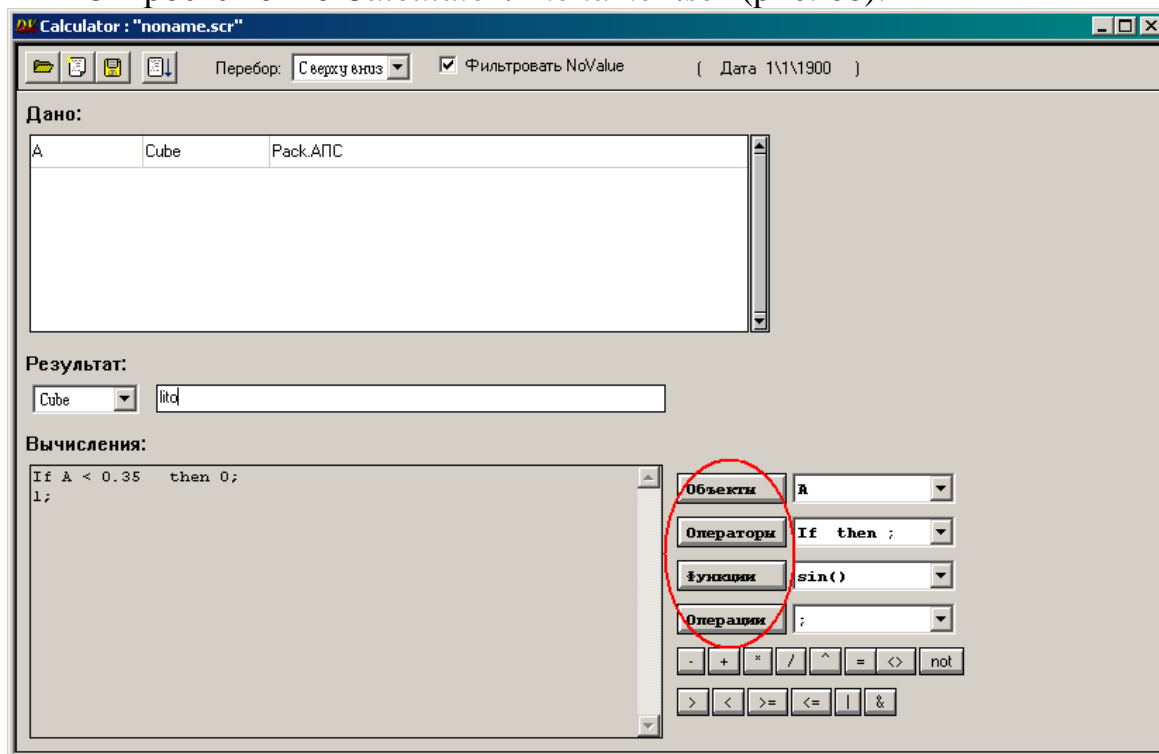 Calculator : "noname.scr"
Перебор: Сверху вниз Фильтровать NoValue ( Дата 1\1\1900 )
Дано:
A Cube Pack.АПС
Результат:
Cube lito
Вычисления:
If A < 0.35 then 0;
1;
Объекты A
Операторы If then ;
Функции sin()
Операции ;
- + * / ^ = <> not
> < >= <= | &